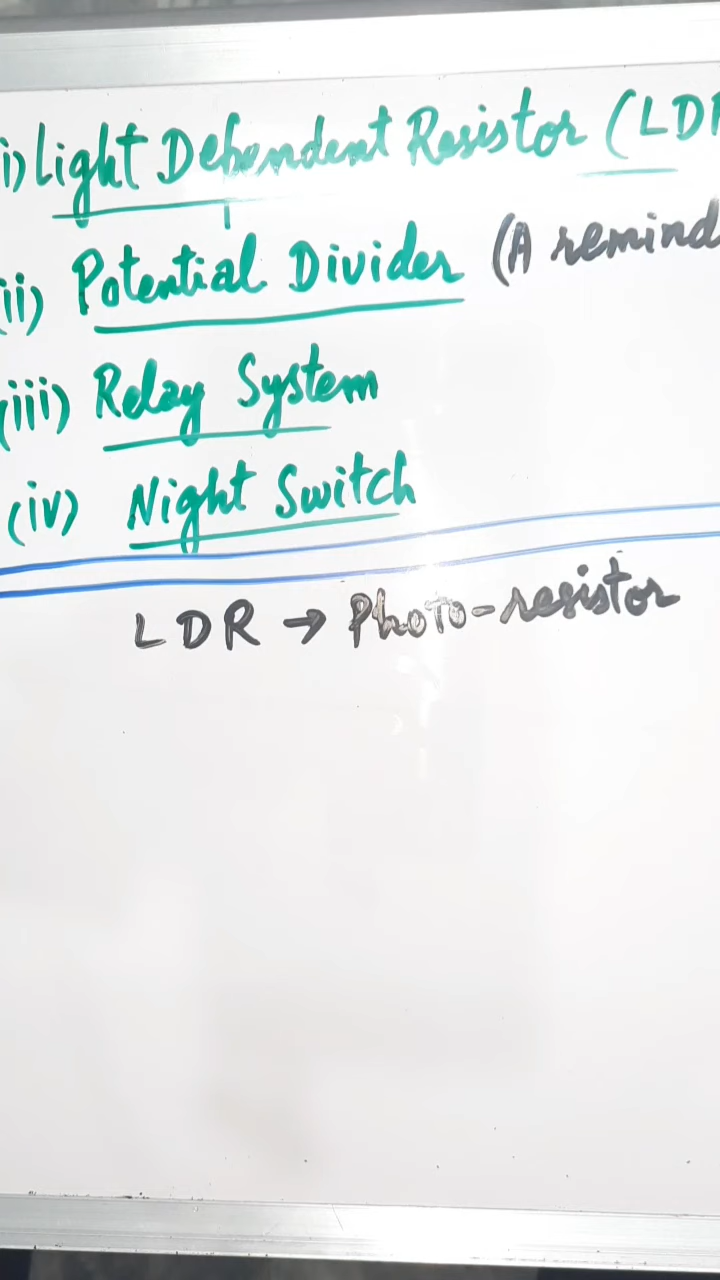 i) Light Dependent Resistor (LDR
ii) Potential Divider (A remind
(iii) Relay System
(iv) Night Switch
LDR → Photo-resistor